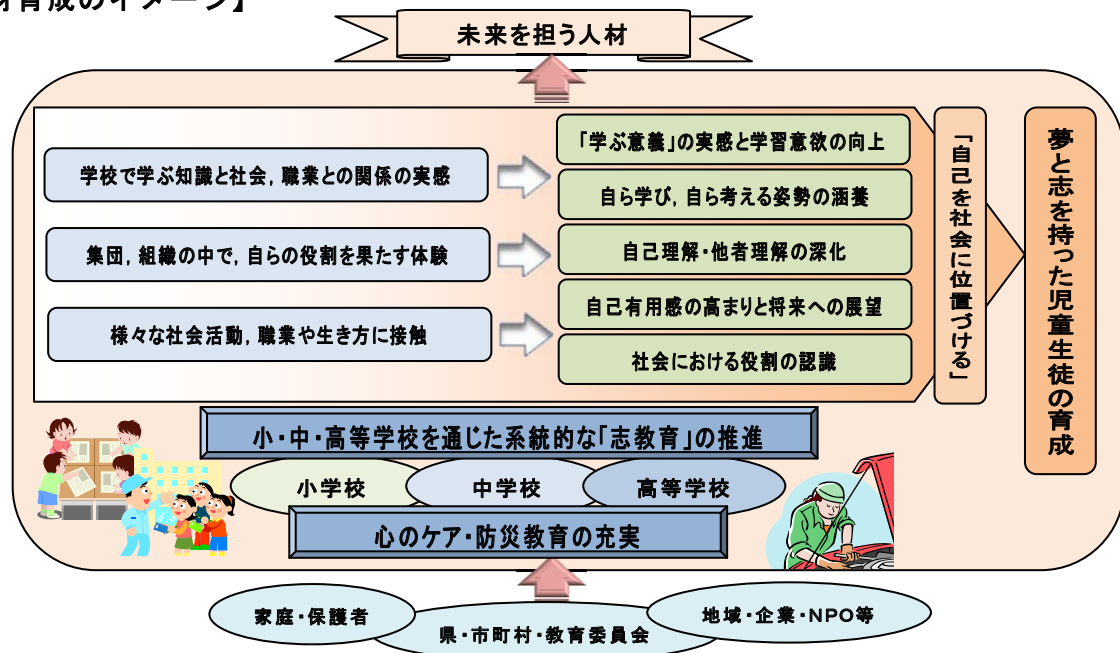 育成のイメージ】
未来を担う人材
学校で学ぶ知識と社会,職業との関係の実感
集団,組織の中で,自らの役割を果たす体験
様々な社会活動,職業や生き方に接触
「学ぶ意義」の実感と学習意欲の向上
自ら学び,自ら考える姿勢の涵養
自己理解・他者理解の深化
自己有用感の高まりと将来への展望
社会における役割の認識
「自己を社会に位置づける」
夢と志を持った児童生徒の育成
小・中・高等学校を通じた系統的な「志教育」の推進
小学校
中学校
高等学校
心のケア・防災教育の充実
家庭・保護者
県・市町村・教育委員会
地域・企業・NPO等